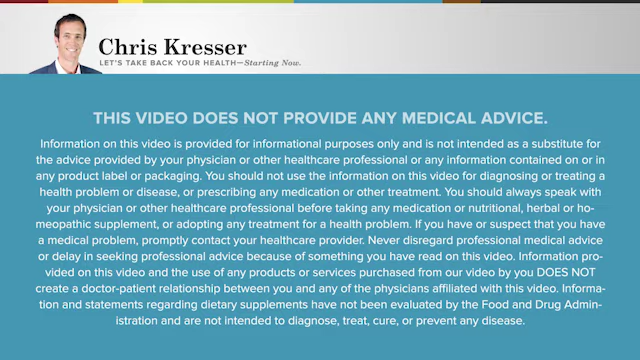 Chris Kresser
LET'S TAKE BACK YOUR HEALTH—Starting Now.
THIS VIDEO DOES NOT PROVIDE ANY MEDICAL ADVICE.
Information on this video is provided for informational purposes only and is not intended as a substitute for
the advice provided by your physician or other healthcare professional or any information contained on or in
any product label or packaging. You should not use the information on this video for diagnosing or treating a
health problem or disease, or prescribing any medication or other treatment. You should always speak with
your physician or other healthcare professional before taking any medication or nutritional, herbal or ho-
meopathic supplement, or adopting any treatment for a health problem. If you have or suspect that you have
a medical problem, promptly contact your healthcare provider. Never disregard professional medical advice
or delay in seeking professional advice because of something you have read on this video. Information pro-
vided on this video and the use of any products or services purchased from our video by you DOES NOT
create a doctor-patient relationship between you and any of the physicians affiliated with this video. Informa-
tion and statements regarding dietary supplements have not been evaluated by the Food and Drug Admin-
istration and are not intended to diagnose, treat, cure, or prevent any disease.